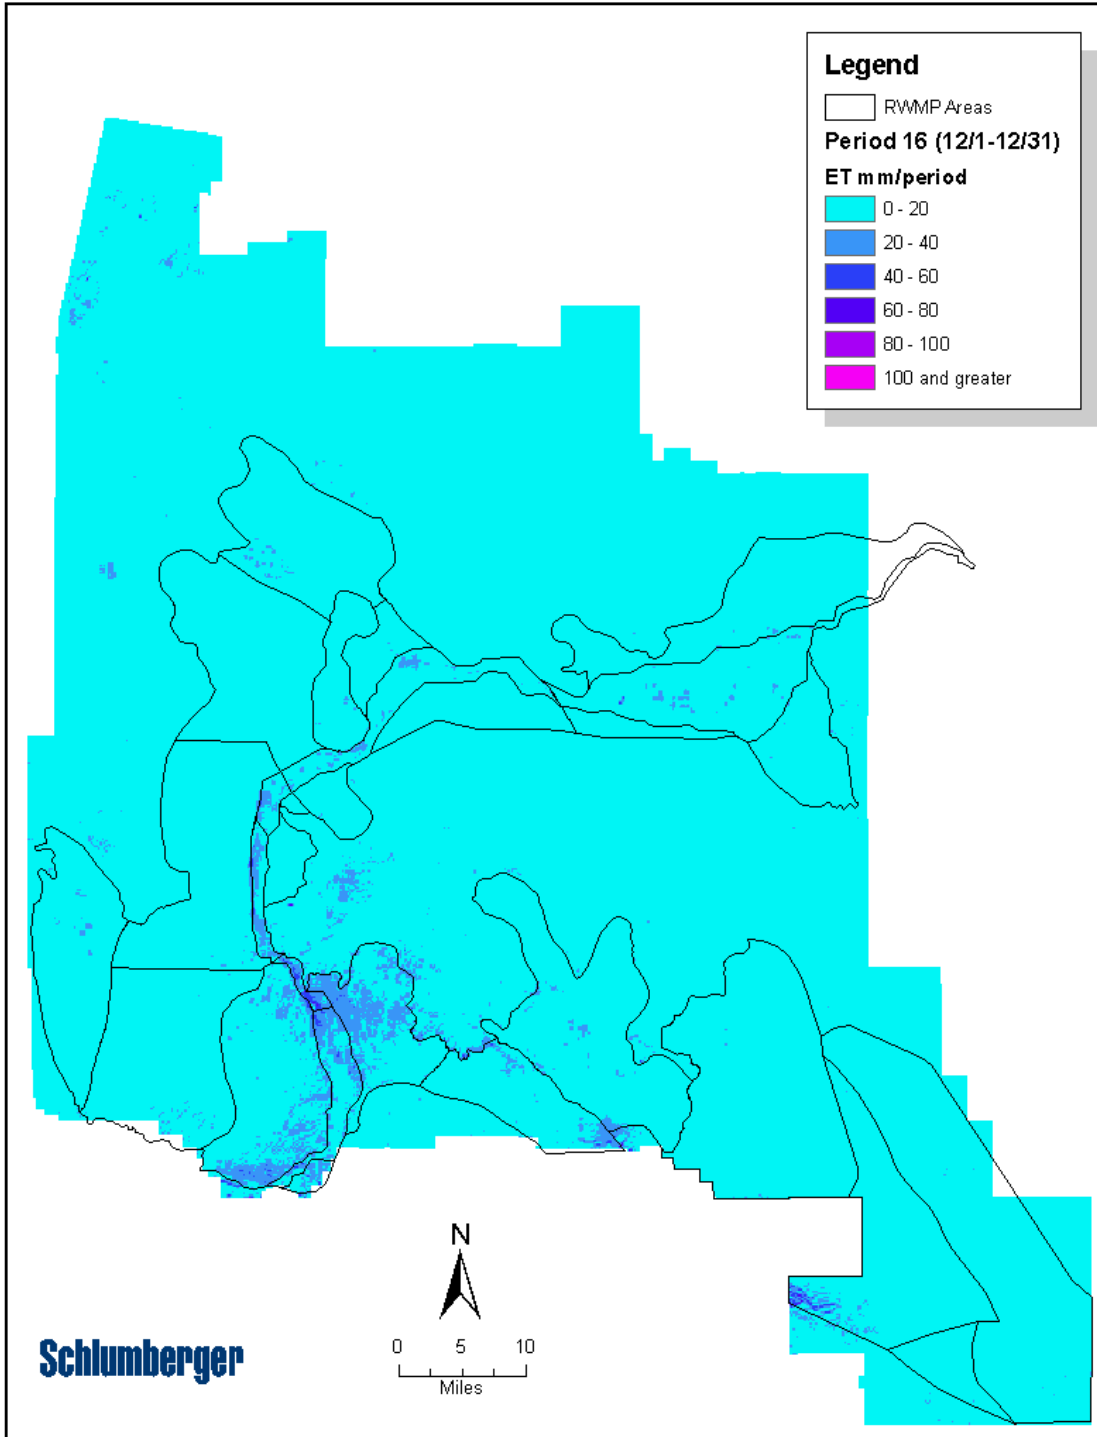 Legend
RWMP Areas
Period 16 (12/1-12/31)
ET mm/period
0 - 20
20 - 40
40 - 60
60 - 80
80 - 100
100 and greater
N
0 5 10
Miles
Schlumberger